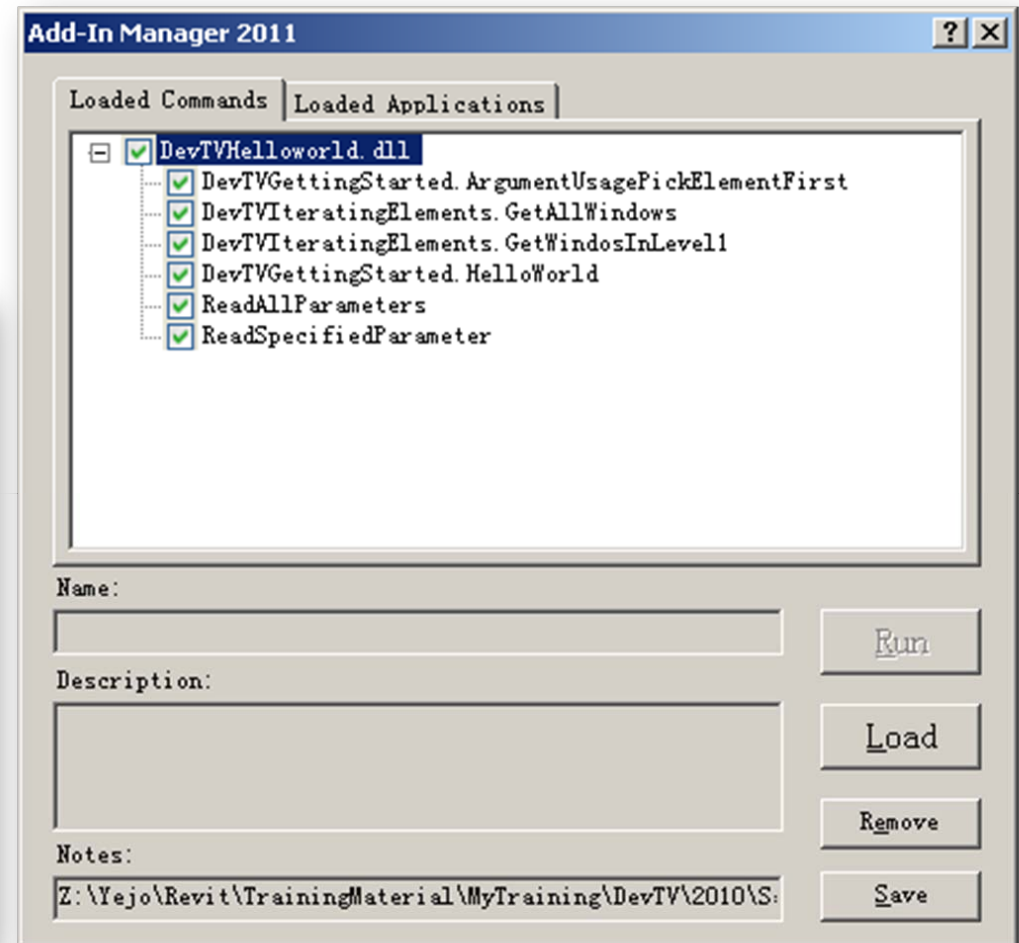 Add-In Manager 2011
Loaded Commands
Loaded Applications
DevTVHelloworld.dll
DevTVGettingStarted.ArgumentUsagePickElementFirst
DevTVIteratingElements.GetAllWindows
DevTVIteratingElements.GetWindosInLevel1
DevTVGettingStarted.HelloWorld
ReadAllParameters
ReadSpecifiedParameter
Name:
Run
Description:
Load
Remove
Notes:
Z:\Yejo\Revit\TrainingMaterial\MyTraining\DevTV\2010\S
Save